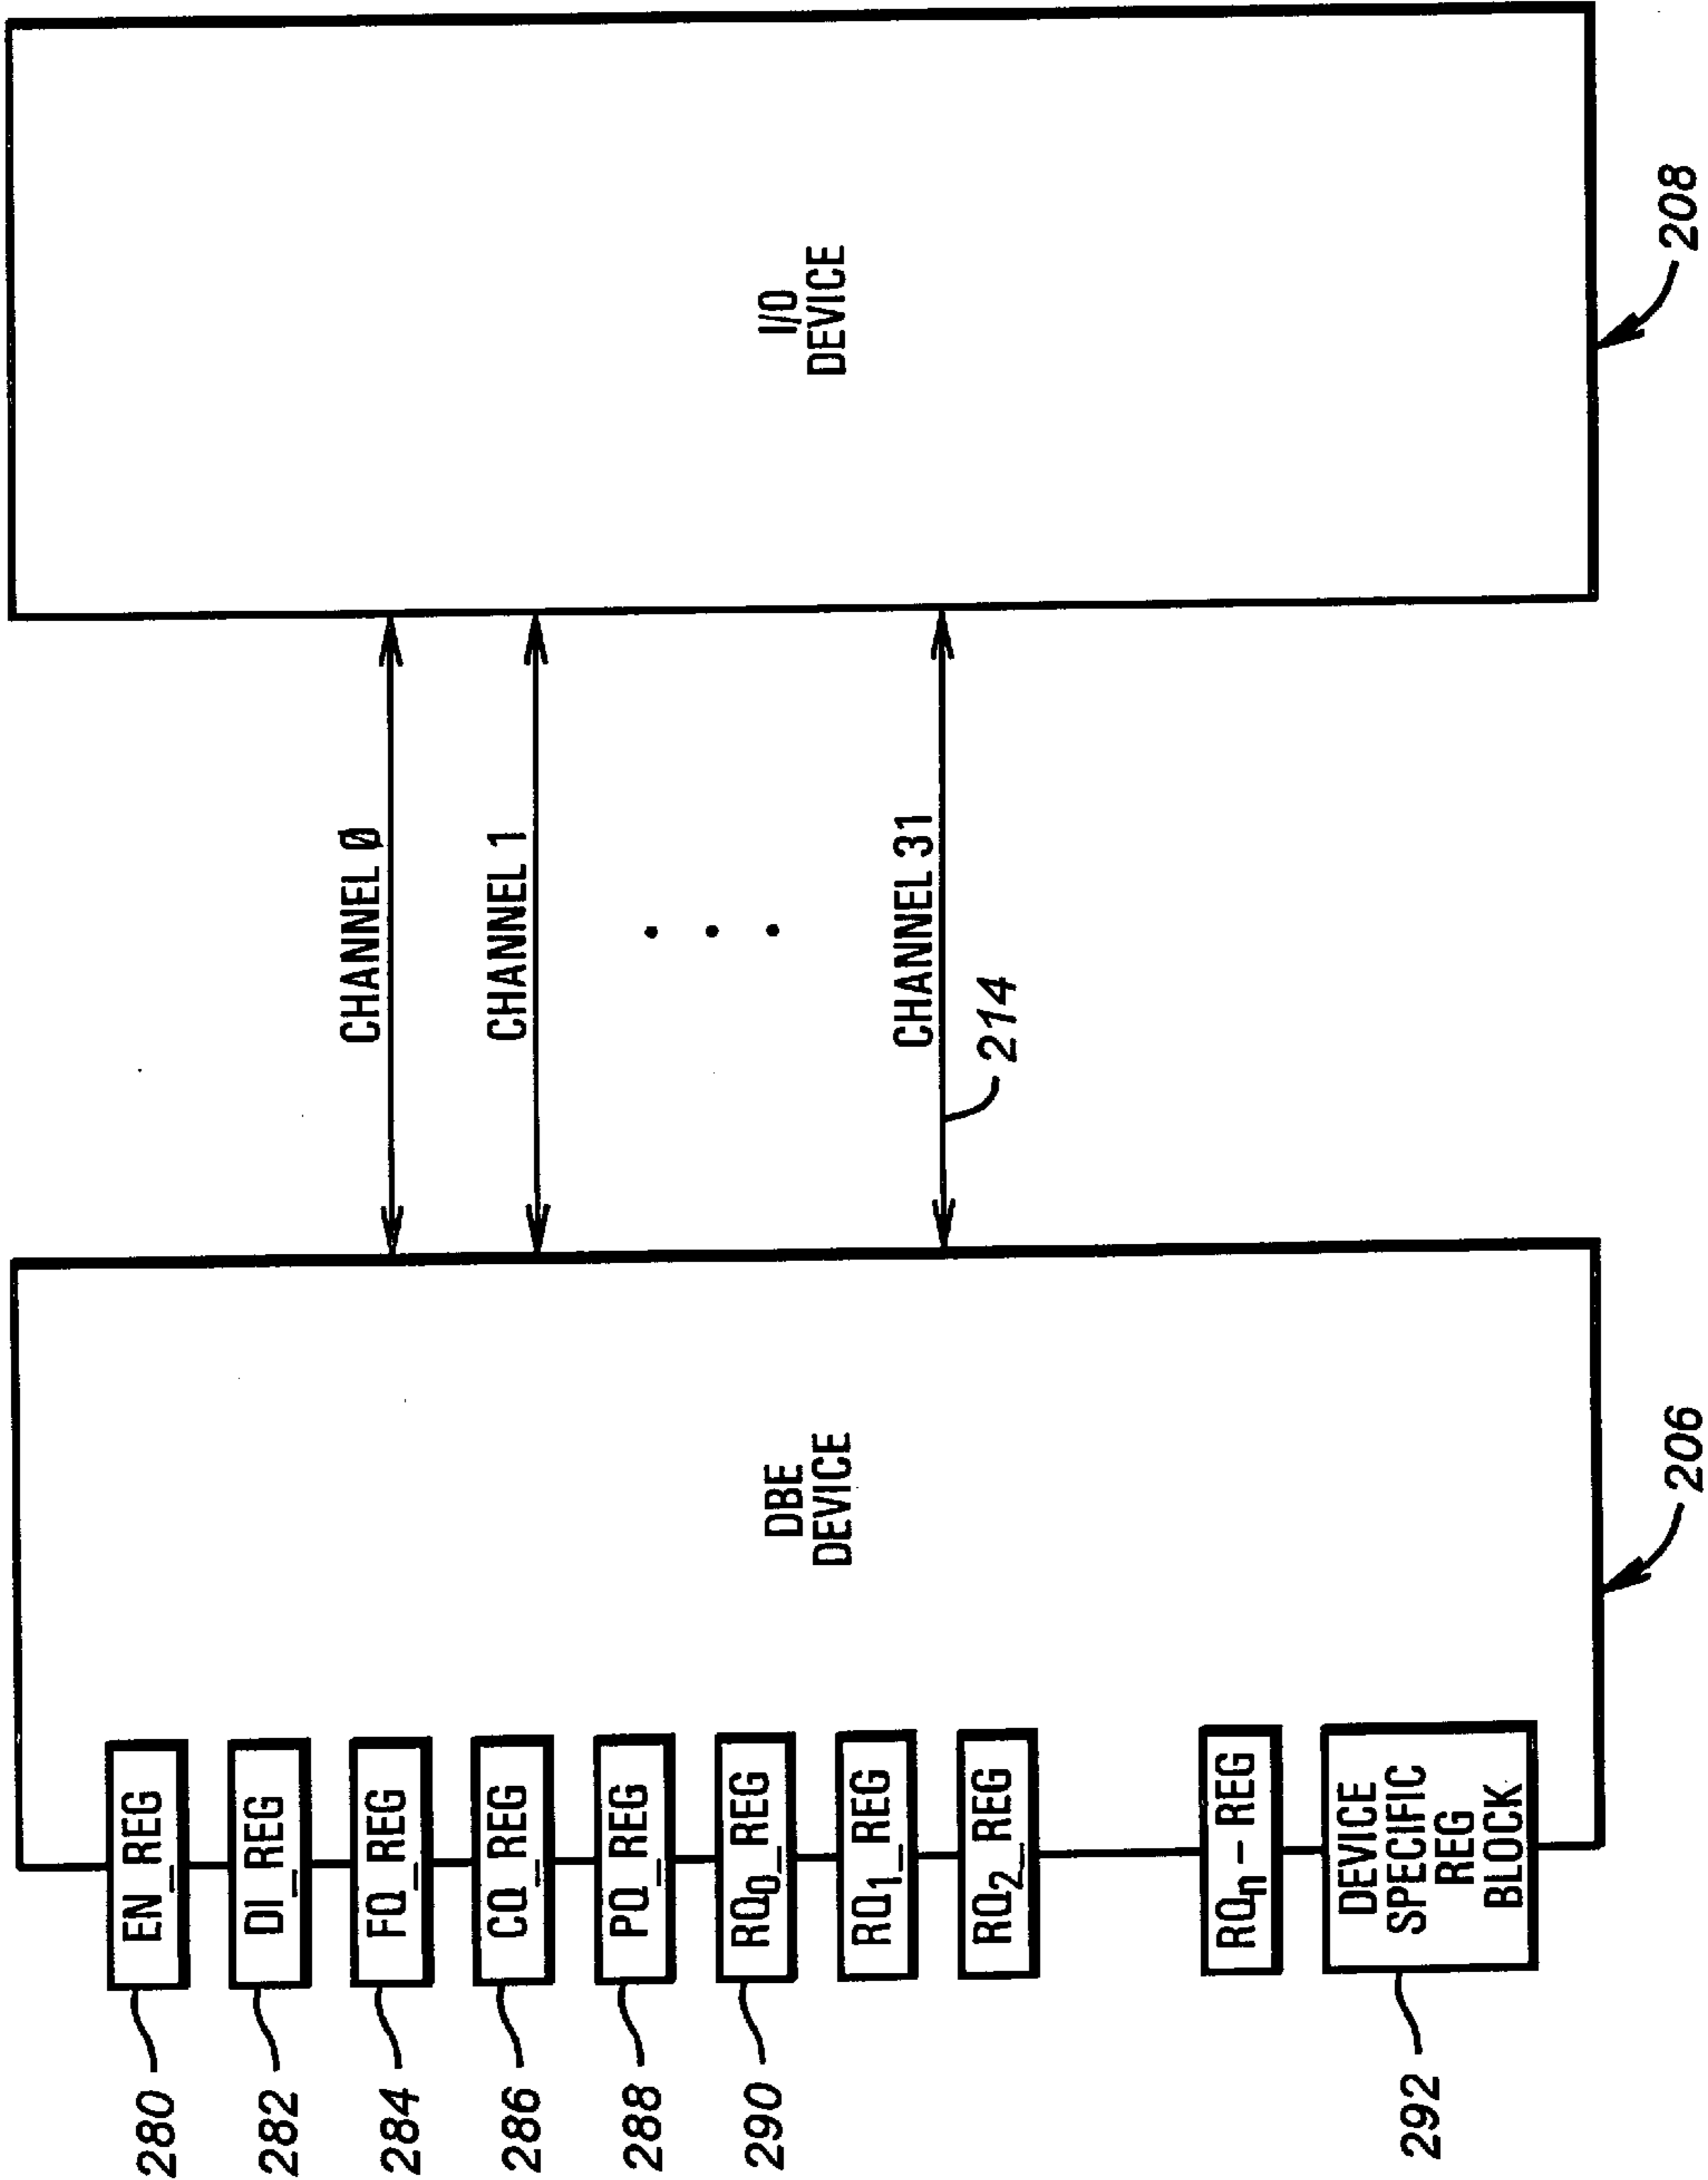 280
EN_REG
282
DI_REG
284
FQ_REG
286
CQ_REG
288
PQ_REG
290
RQ0_REG
RQ1_REG
RQ2_REG
RQn-REG
292
DEVICE
SPECIFIC
REG
BLOCK
DBE
DEVICE
206
CHANNEL 0
CHANNEL 1
. . .
CHANNEL 31
214
I/O
DEVICE
208